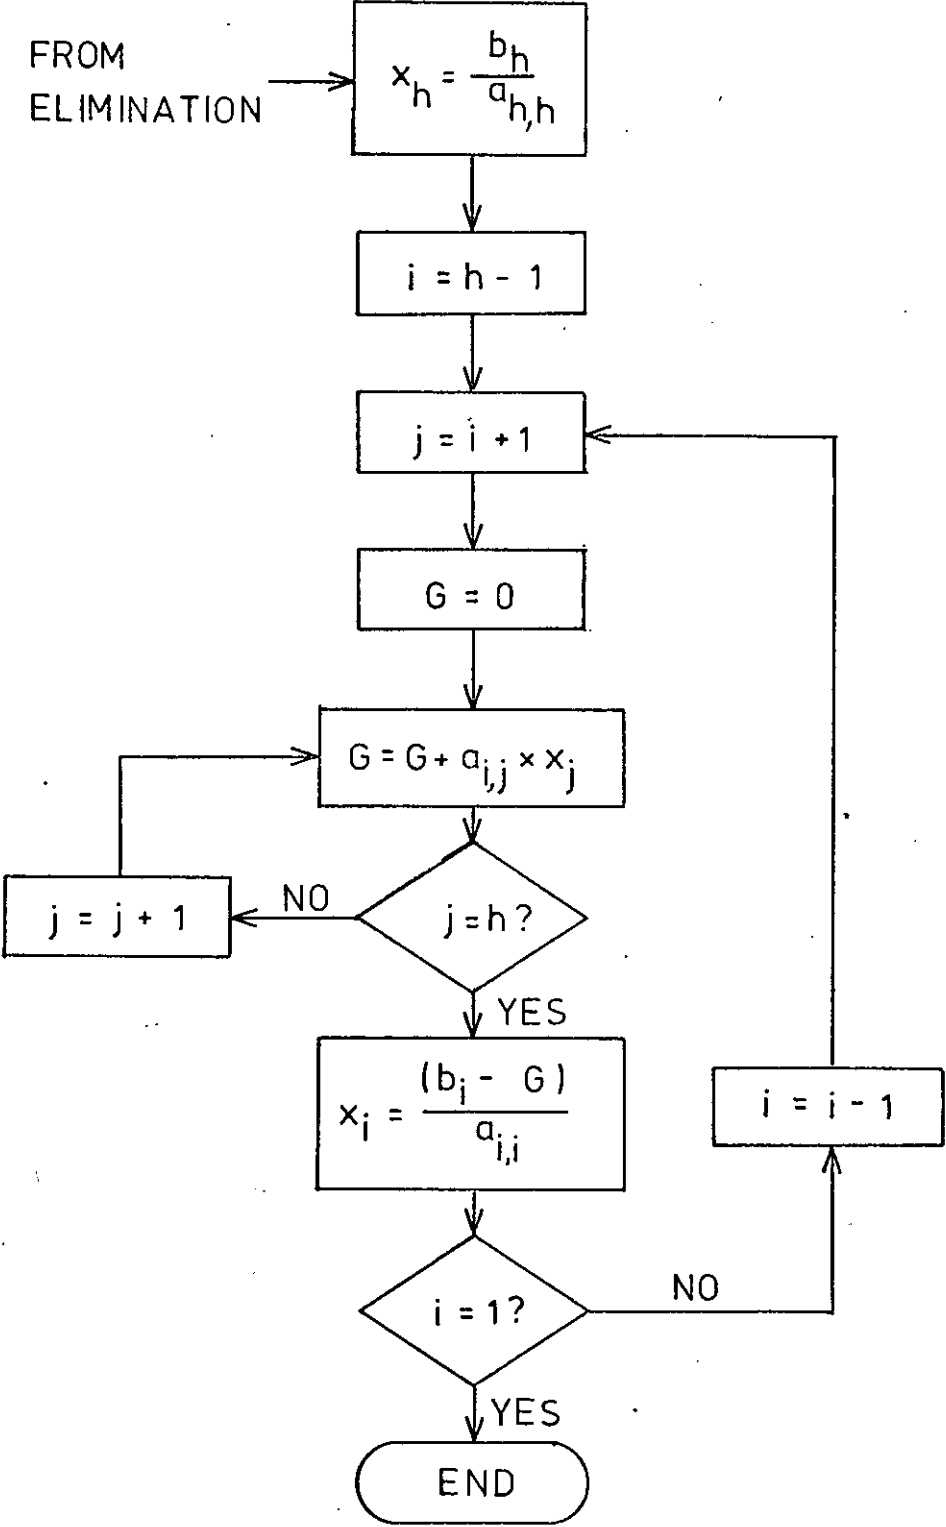 FROM
ELIMINATION
x_h = b_h / a_h,h
i = h - 1
j = i + 1
G = 0
G = G + a_i,j × x_j
j = h ?
NO
j = j + 1
YES
x_i = (b_i - G) / a_i,i
i = i - 1
i = 1 ?
NO
YES
END